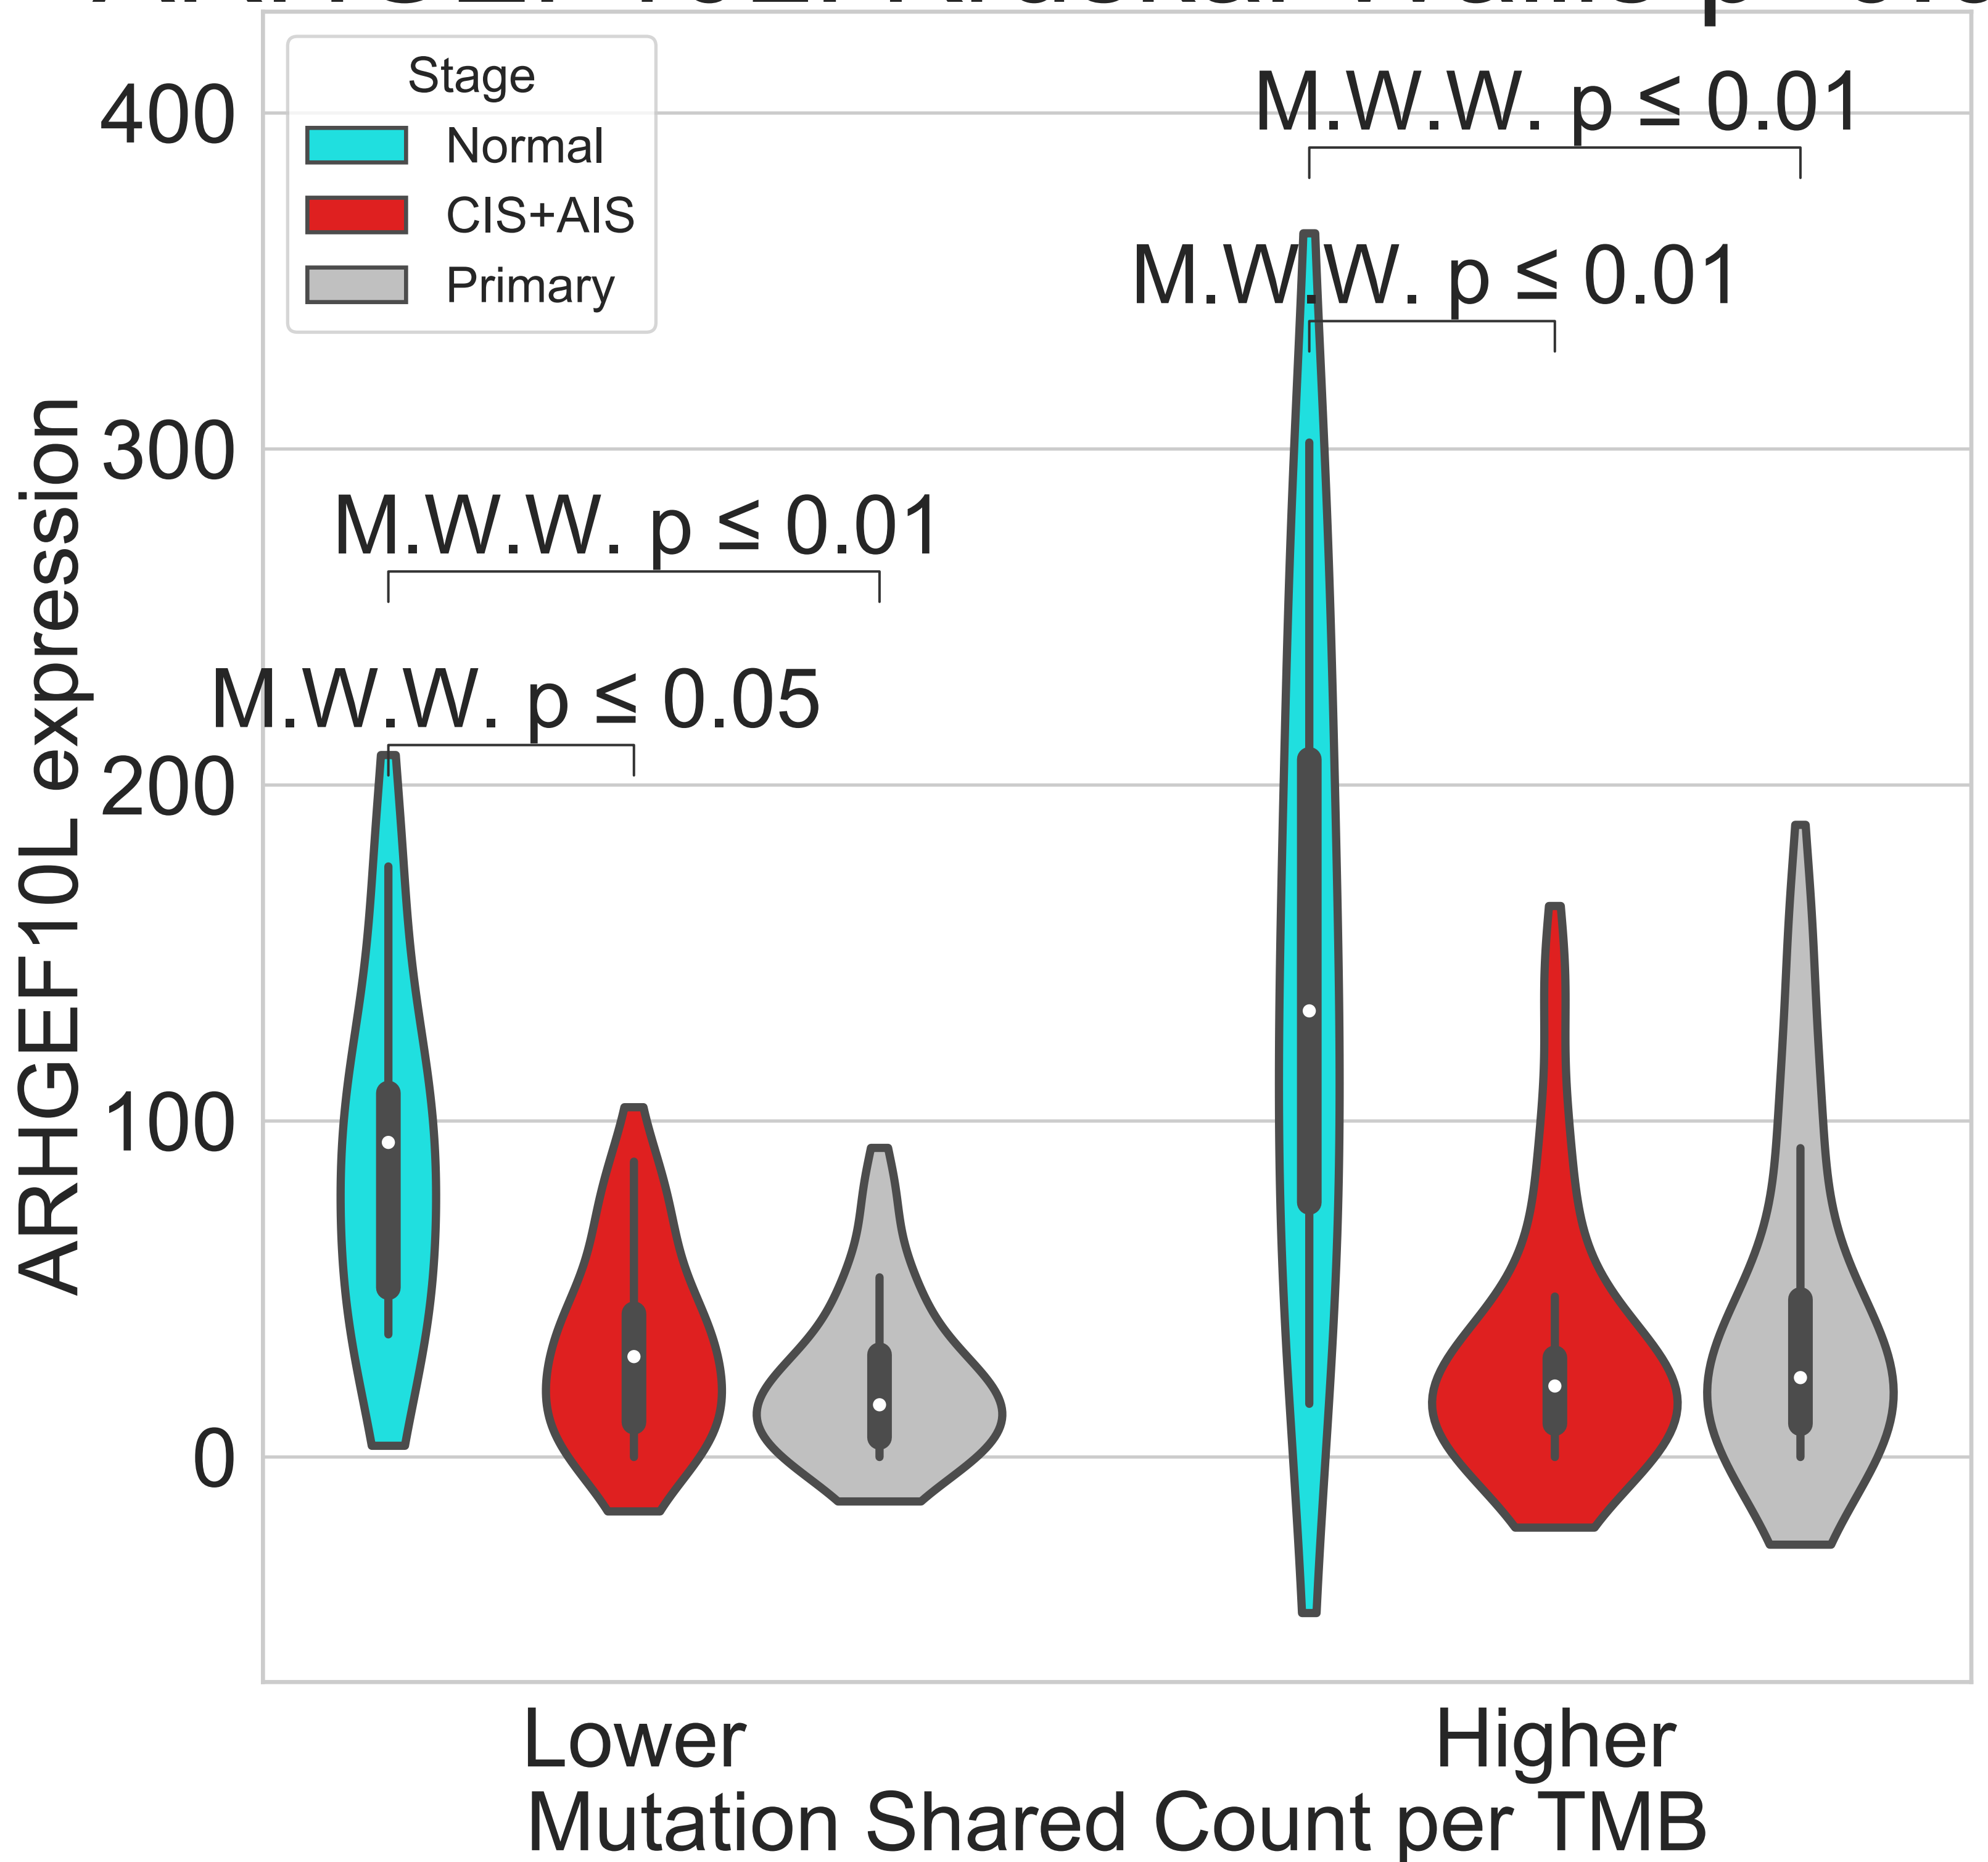 Stage
Normal
CIS+AIS
Primary
M.W.W. p ≤ 0.01
M.W.W. p ≤ 0.01
M.W.W. p ≤ 0.01
M.W.W. p ≤ 0.05
400
300
200
100
0
ARHGEF10L expression
Lower
Higher
Mutation Shared Count per TMB